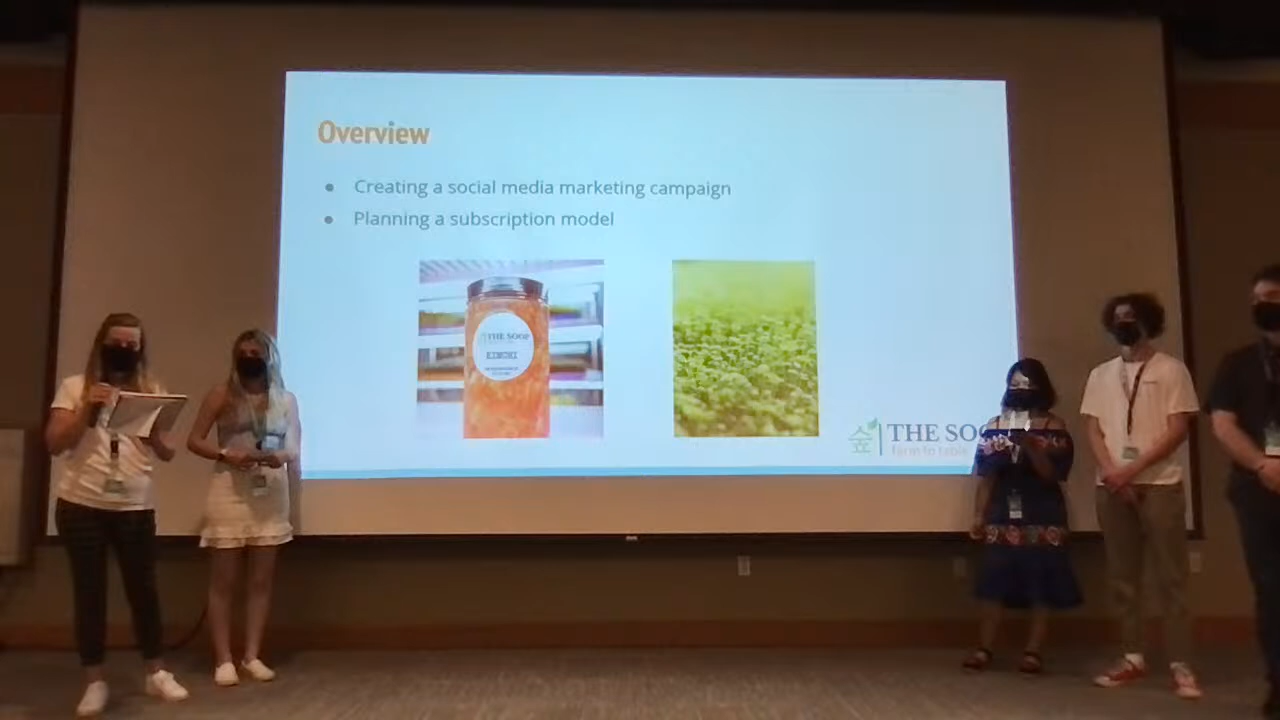 Overview
● Creating a social media marketing campaign
● Planning a subscription model
THE SOOP
KIMCHI
THE SOO
farm to table